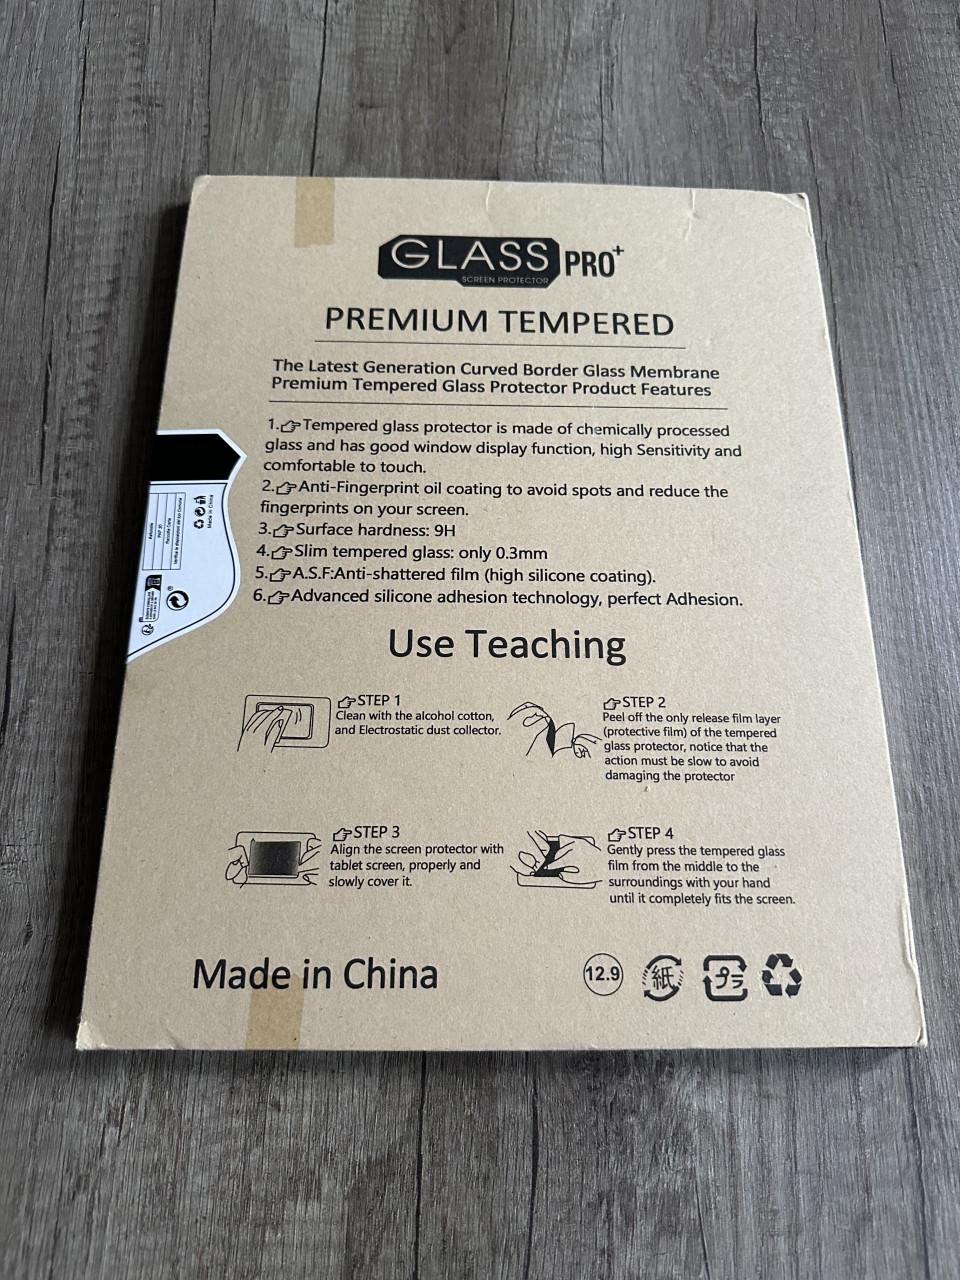 GLASS PRO+
SCREEN PROTECTOR
PREMIUM TEMPERED
The Latest Generation Curved Border Glass Membrane
Premium Tempered Glass Protector Product Features
1.Tempered glass protector is made of chemically processed
glass and has good window display function, high Sensitivity and
comfortable to touch.
2.Anti-Fingerprint oil coating to avoid spots and reduce the
fingerprints on your screen.
3.Surface hardness: 9H
4.Slim tempered glass: only 0.3mm
5.A.S.F:Anti-shattered film (high silicone coating).
6.Advanced silicone adhesion technology, perfect Adhesion.
Made in China
Use Teaching
STEP 1
Clean with the alcohol cotton,
and Electrostatic dust collector.
STEP 2
Peel off the only release film layer
(protective film) of the tempered
glass protector, notice that the
action must be slow to avoid
damaging the protector
STEP 3
Align the screen protector with
tablet screen, properly and
slowly cover it.
STEP 4
Gently press the tempered glass
film from the middle to the
surroundings with your hand
until it completely fits the screen.
Made in China
12.9
紙
プラ